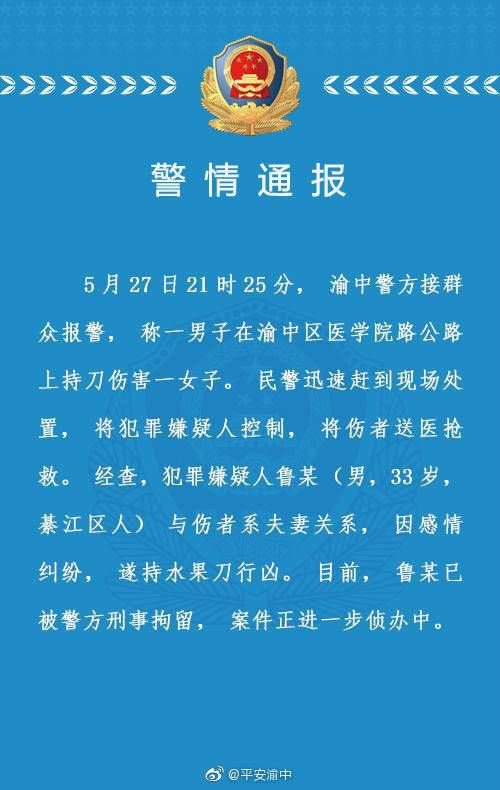 警情通报
5月27日21时25分，渝中警方接群
众报警，称一男子在渝中区医学院路公路
上持刀伤害一女子。民警迅速赶到现场处
置，将犯罪嫌疑人控制，将伤者送医抢
救。经查，犯罪嫌疑人鲁某（男，33岁，
綦江区人）与伤者系夫妻关系，因感情
纠纷，遂持水果刀行凶。目前，鲁某已
被警方刑事拘留，案件正进一步侦办中。
@平安渝中